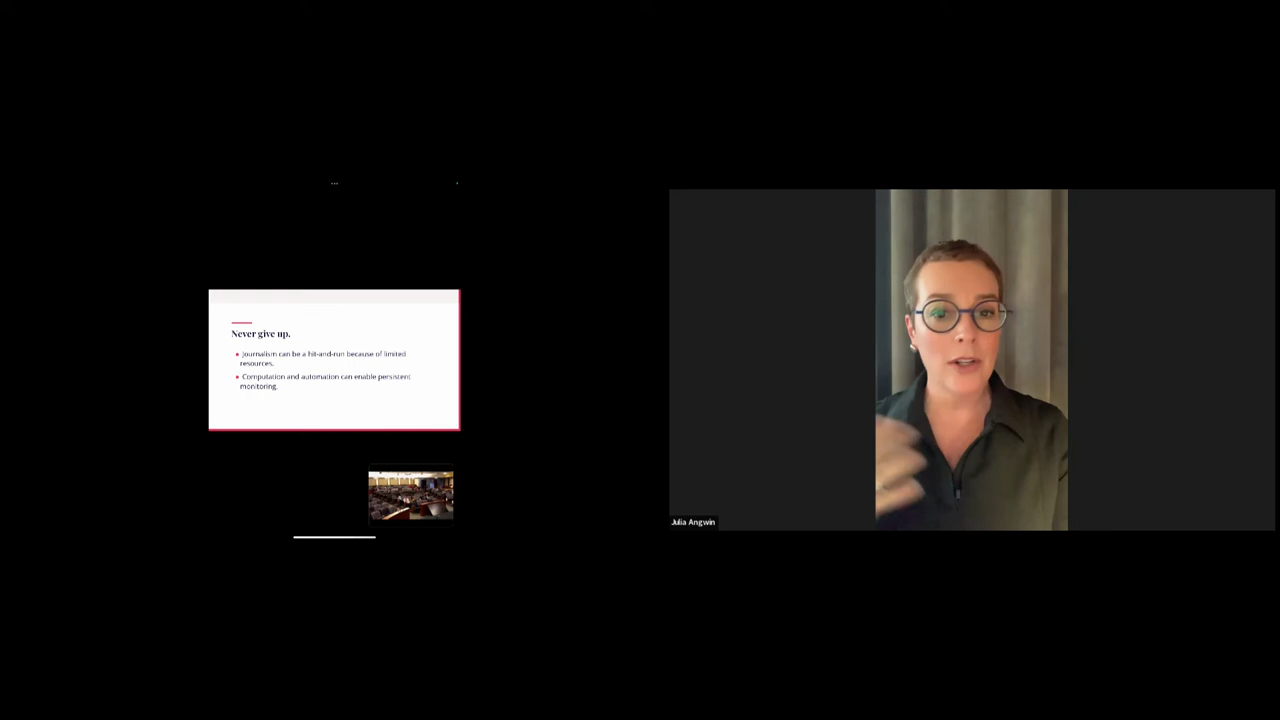 Never give up.
Journalism can be a hit-and-run because of limited
resources.
Computation and automation can enable persistent
monitoring.
Julia Angwin